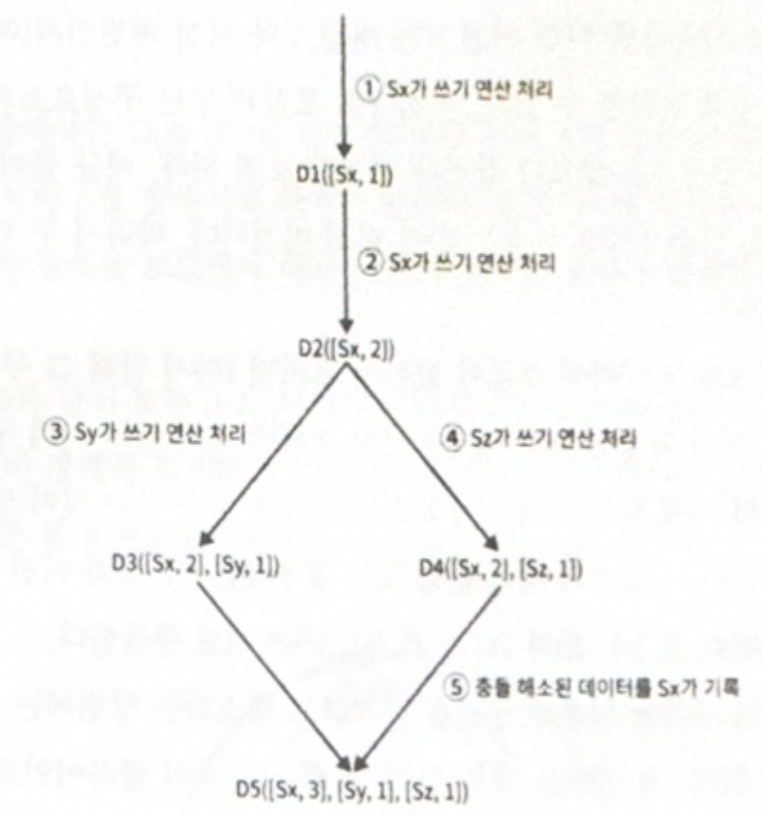 ① Sx가 쓰기 연산 처리
D1([Sx, 1])
② Sx가 쓰기 연산 처리
D2([Sx, 2])
③ Sy가 쓰기 연산 처리
④ Sz가 쓰기 연산 처리
D3([Sx, 2], [Sy, 1])
D4([Sx, 2], [Sz, 1])
⑤ 충돌 해소된 데이터를 Sx가 기록
D5([Sx, 3], [Sy, 1], [Sz, 1])